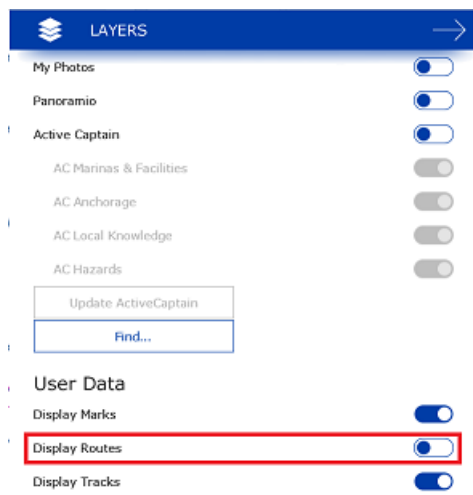 LAYERS
My Photos
Panoramio
Active Captain
AC Marinas & Facilities
AC Anchorage
AC Local Knowledge
AC Hazards
Update ActiveCaptain
Find...
User Data
Display Marks
Display Routes
Display Tracks